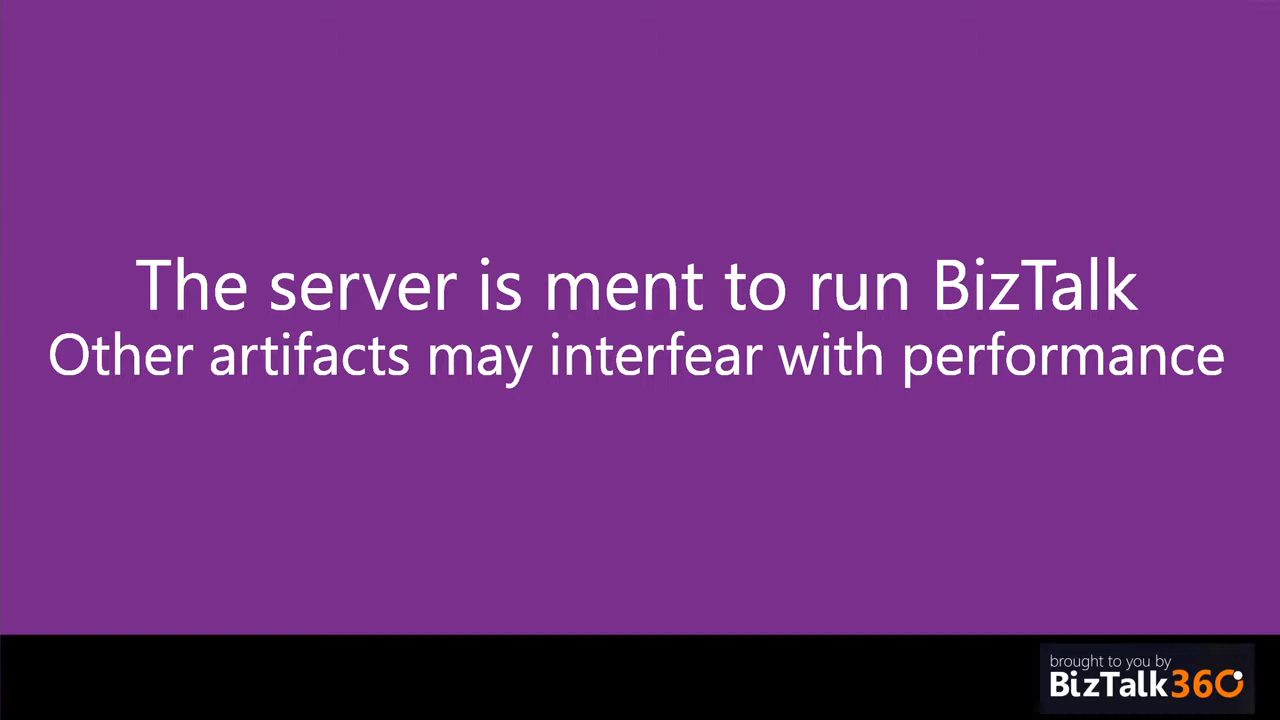 The server is ment to run BizTalk
Other artifacts may interfear with performance
brought to you by
BizTalk360